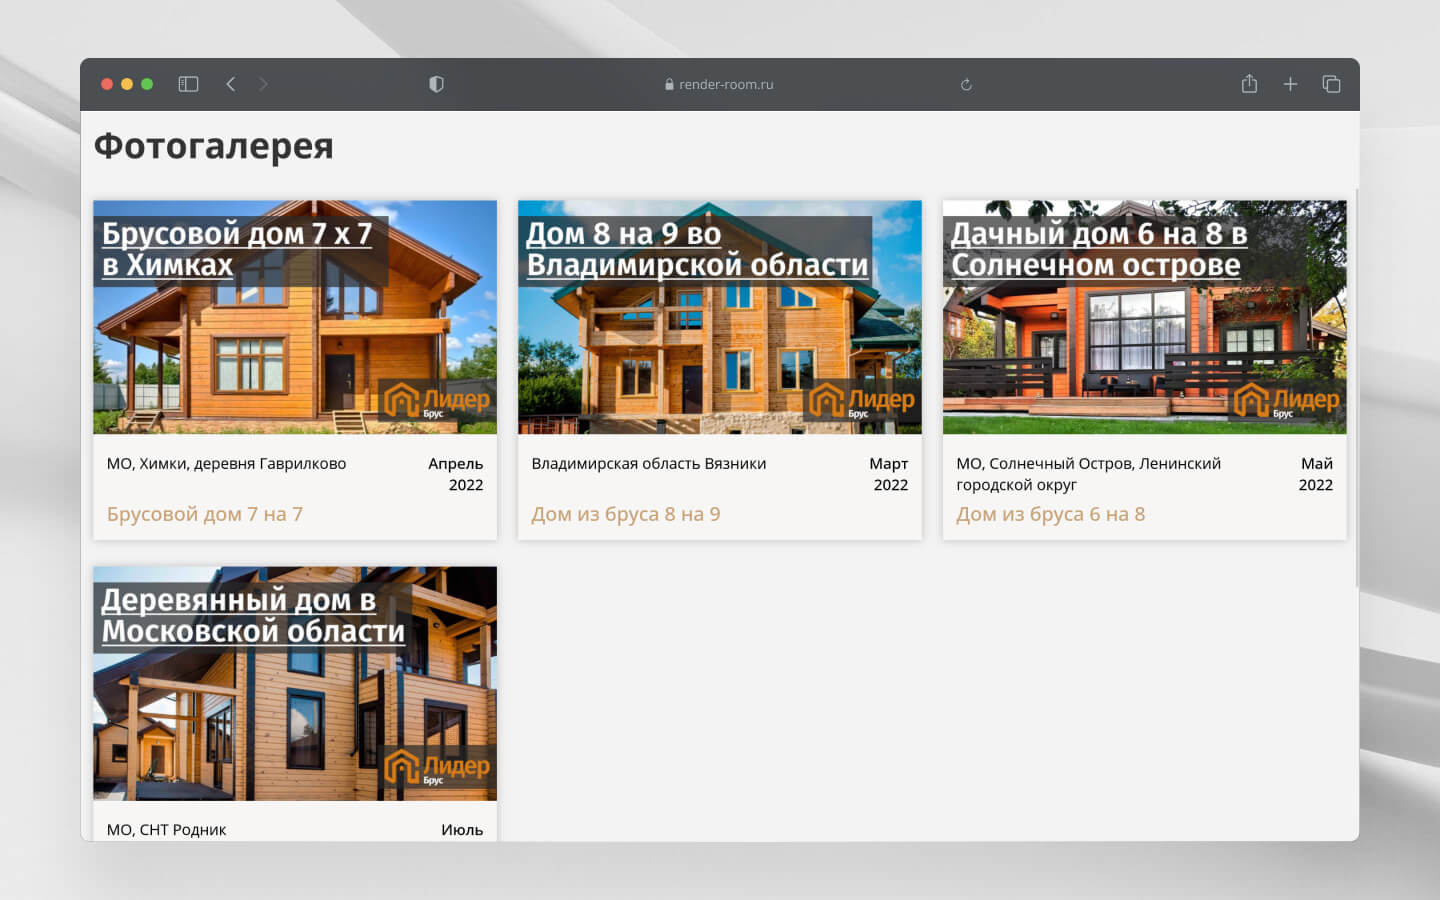 render-room.ru
Фотогалерея
Брусовой дом 7 х 7
в Химках
Лидер
Брус
МО, Химки, деревня Гаврилково
Апрель
2022
Брусовой дом 7 на 7
Дом 8 на 9 во
Владимирской области
Лидер
Брус
Владимирская область Вязники
Март
2022
Дом из бруса 8 на 9
Дачный дом 6 на 8 в
Солнечном острове
Лидер
Брус
МО, Солнечный Остров, Ленинский
городской округ
Май
2022
Дом из бруса 6 на 8
Деревянный дом в
Московской области
Лидер
Брус
МО, СНТ Родник
Июль